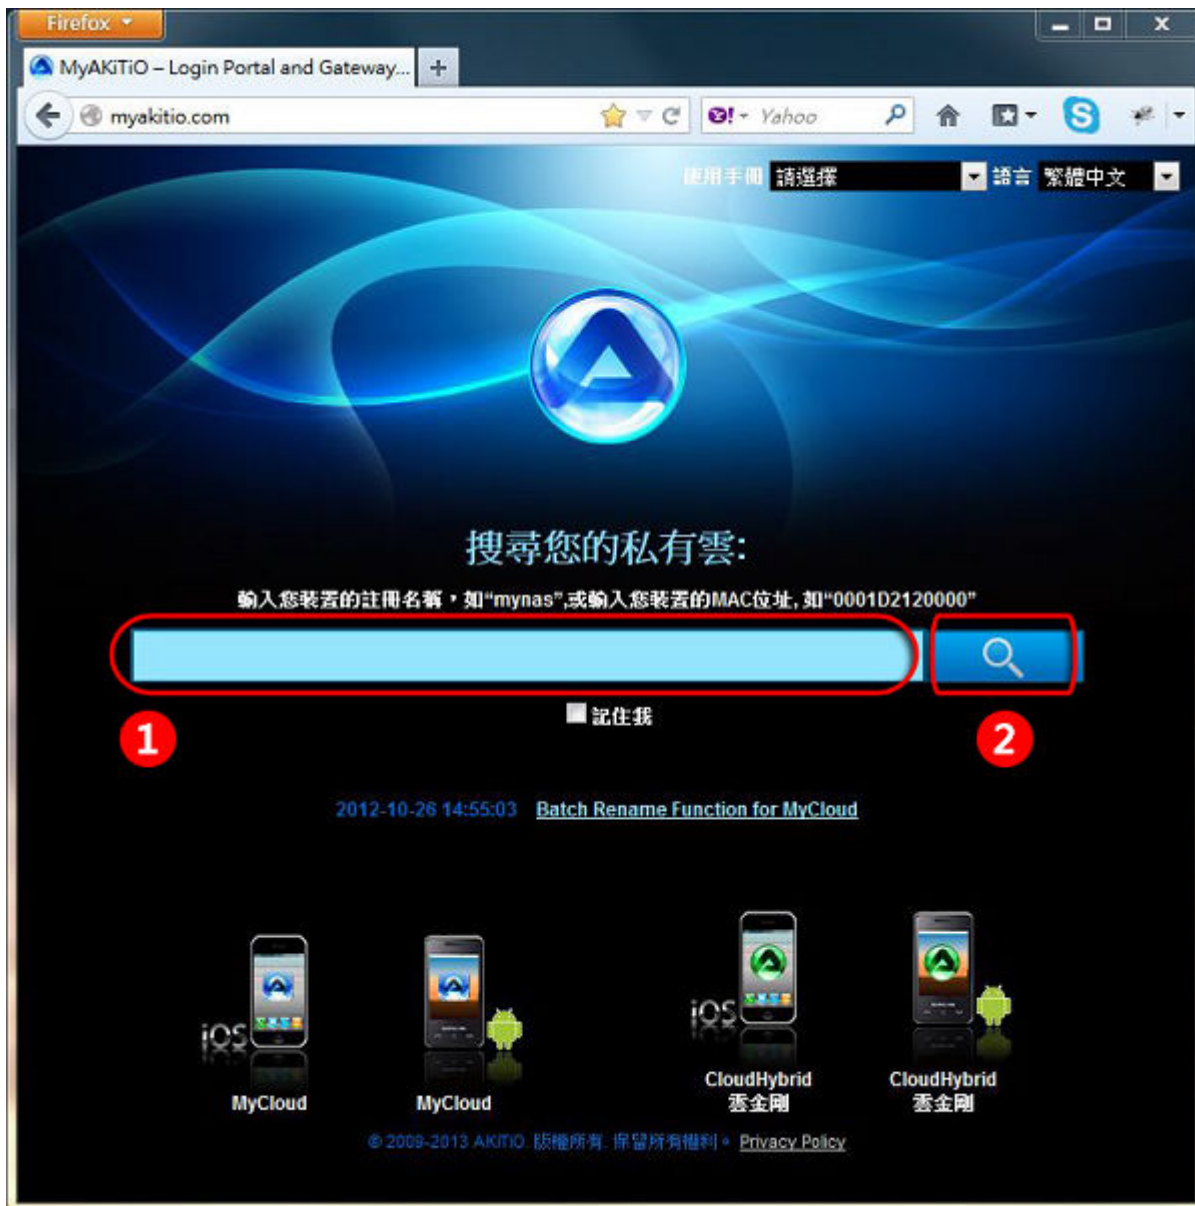 Firefox
MyAKiTiO – Login Portal and Gateway...
myakitio.com
Yahoo
使用手冊 請選擇 語言 繁體中文
搜尋您的私有雲:
輸入您装置的註冊名稱，如“mynas”,或輸入您装置的MAC位址, 如“0001D2120000”
記住我
1
2
2012-10-26 14:55:03 Batch Rename Function for MyCloud
iOS
iOS
MyCloud
MyCloud
CloudHybrid
雲金剛
CloudHybrid
雲金剛
© 2009-2013 AKiTiO. 版權所有. 保留所有權利。 Privacy Policy